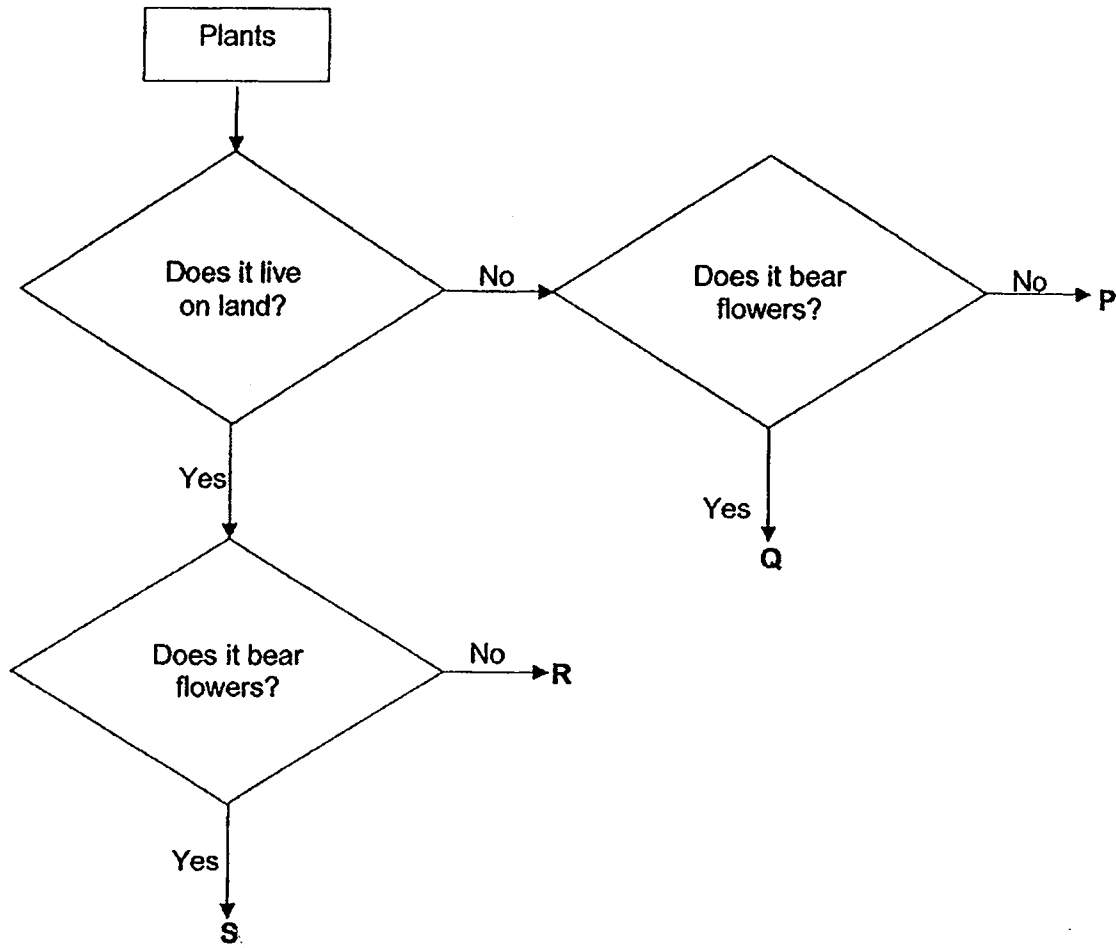 Plants
Does it live
on land?
No
Does it bear
flowers?
No
P
Yes
Yes
Q
Does it bear
flowers?
No
R
Yes
S